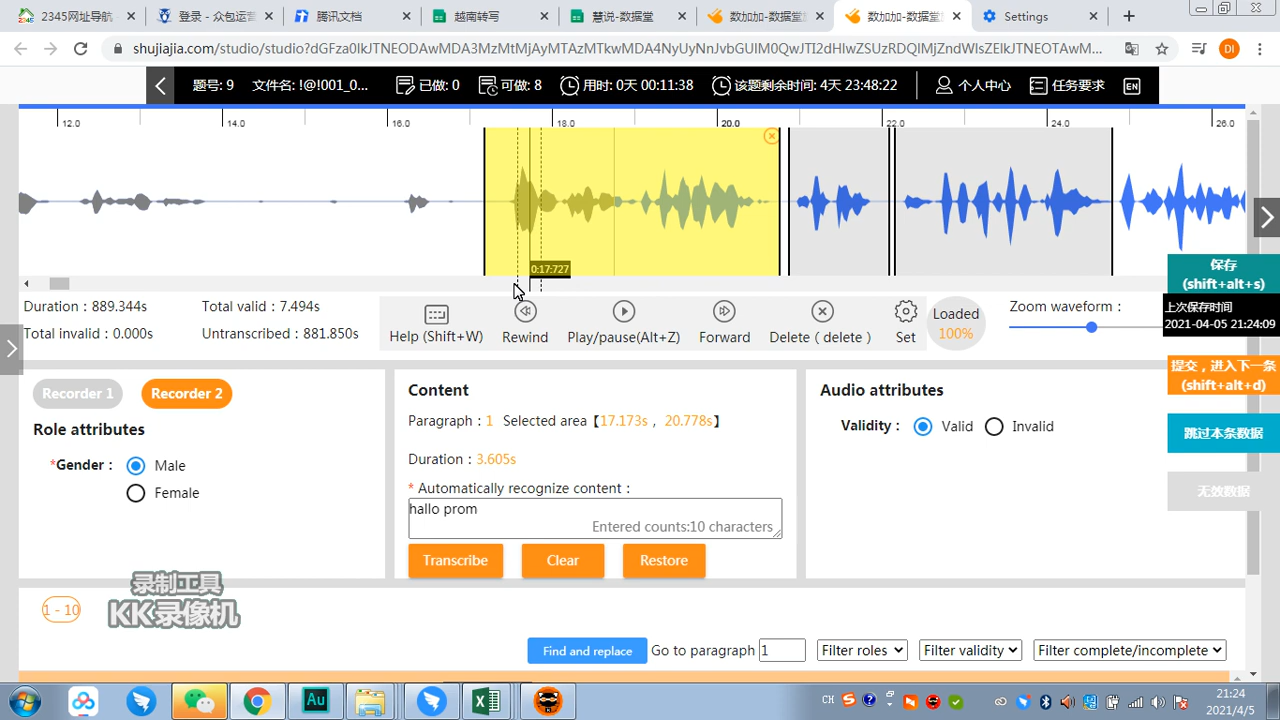 2345网址导航
登录 - 众包运营
腾讯文档
越南转写
慧说-数据堂
数加加-数据堂
数加加-数据堂
Settings
shujiajia.com/studio/studio?dGFza0lkJTNEODAwMDA3MzMtMjAyMTAzMTkwMDA4NyUyNnJvbGUlM0QwJTI2dHlwZSUzRDQlMjZndWlsZElkJTNEOTAwM...
DI
题号: 9 文件名: !@!001_0... 已做: 0 可做: 8 用时: 0天 00:11:38 该题剩余时间: 4天 23:48:22 个人中心 任务要求 EN
12.0 14.0 16.0 18.0 20.0 22.0 24.0 26.0
0:17:727
保存
(shift+alt+s)
上次保存时间
2021-04-05 21:24:09
提交，进入下一条
(shift+alt+d)
跳过本条数据
无效数据
Duration : 889.344s Total valid : 7.494s
Total invalid : 0.000s Untranscribed : 881.850s
Help (Shift+W) Rewind Play/pause(Alt+Z) Forward Delete ( delete ) Set
Loaded
100%
Zoom waveform :
Recorder 1 Recorder 2
Role attributes
*Gender : Male
Female
Content
Paragraph : 1 Selected area【17.173s , 20.778s】
Duration : 3.605s
* Automatically recognize content :
hallo prom
Entered counts:10 characters
Transcribe Clear Restore
Audio attributes
Validity : Valid Invalid
录制工具
KK录像机
1 - 10
Find and replace Go to paragraph 1 Filter roles Filter validity Filter complete/incomplete
Au
CH
21:24
2021/4/5